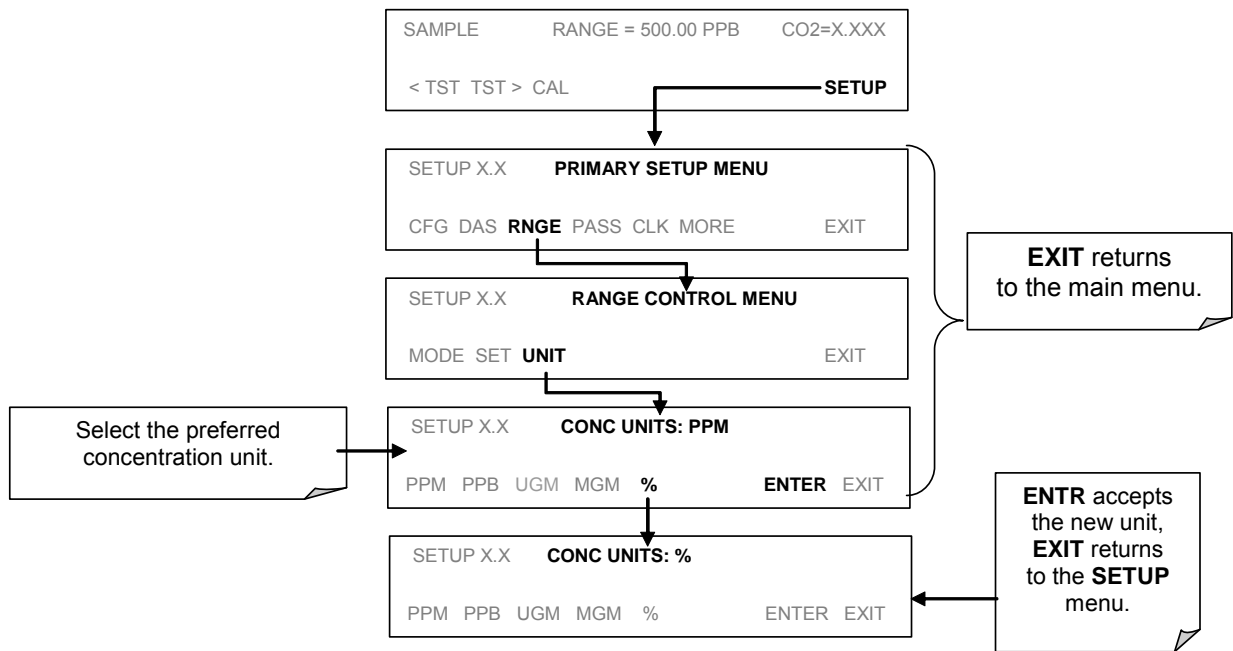 SAMPLE RANGE = 500.00 PPB CO2=X.XXX
< TST TST > CAL SETUP
SETUP X.X PRIMARY SETUP MENU
CFG DAS RNGE PASS CLK MORE EXIT
EXIT returns
to the main menu.
SETUP X.X RANGE CONTROL MENU
MODE SET UNIT EXIT
Select the preferred
concentration unit.
SETUP X.X CONC UNITS: PPM
PPM PPB UGM MGM % ENTER EXIT
ENTR accepts
the new unit,
EXIT returns
to the SETUP
menu.
SETUP X.X CONC UNITS: %
PPM PPB UGM MGM % ENTER EXIT